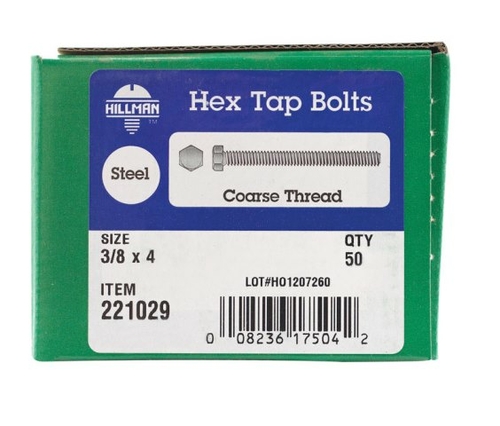 HILLMAN
TM
Hex Tap Bolts
Steel
Coarse Thread
SIZE
3/8 x 4
QTY
50
ITEM
221029
LOT#HO1207260
0 08236 17504 2